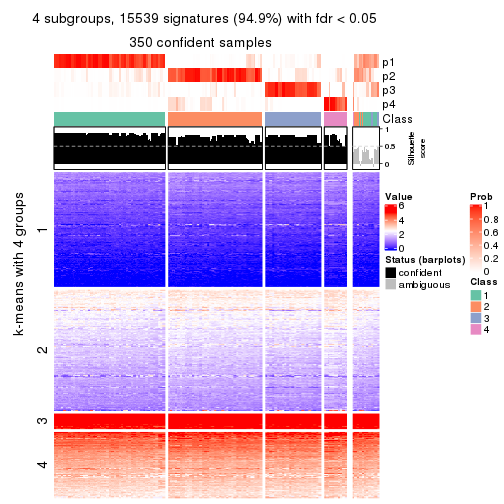 4 subgroups, 15539 signatures (94.9%) with fdr < 0.05
350 confident samples
p1
p2
p3
p4
Class
1
0.5
0
Silhouette
score
k-means with 4 groups
1
2
3
4
Value
6
4
2
0
Status (barplots)
confident
ambiguous
Prob
1
0.8
0.6
0.4
0.2
0
Class
1
2
3
4